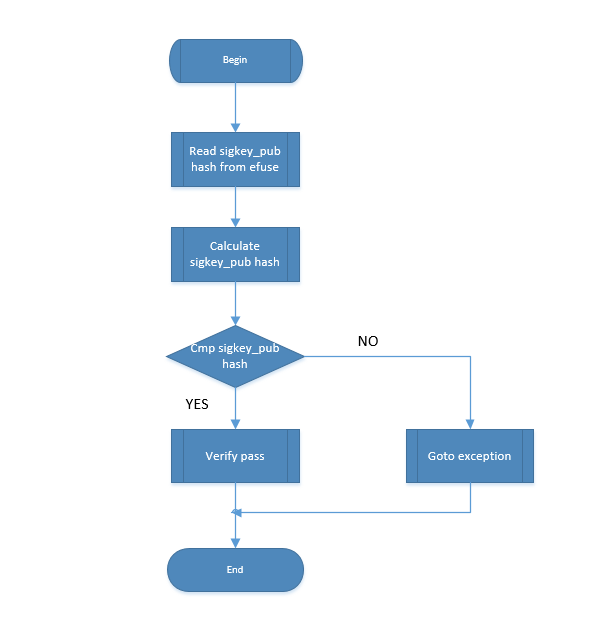 Begin
Read sigkey_pub
hash from efuse
Calculate
sigkey_pub hash
Cmp sigkey_pub
hash
NO
YES
Verify pass
Goto exception
End